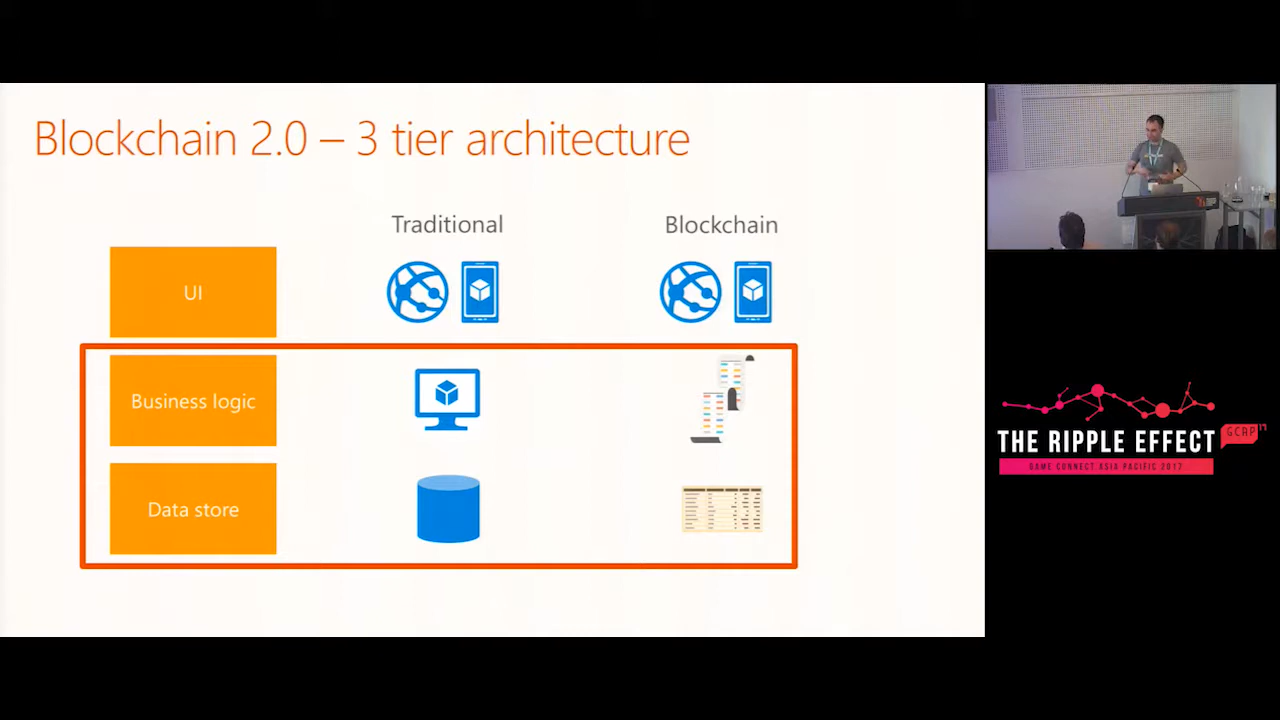 Blockchain 2.0 – 3 tier architecture
Traditional
Blockchain
UI
Business logic
Data store
THE RIPPLE EFFECT
GCAP 17
GAME CONNECT ASIA PACIFIC 2017